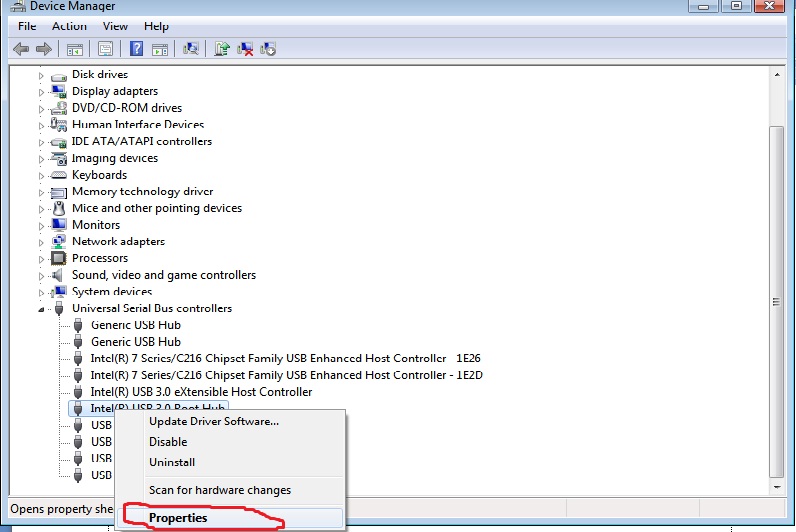 Device Manager
File Action View Help
Disk drives
Display adapters
DVD/CD-ROM drives
Human Interface Devices
IDE ATA/ATAPI controllers
Imaging devices
Keyboards
Memory technology driver
Mice and other pointing devices
Monitors
Network adapters
Processors
Sound, video and game controllers
System devices
Universal Serial Bus controllers
Generic USB Hub
Generic USB Hub
Intel(R) 7 Series/C216 Chipset Family USB Enhanced Host Controller - 1E26
Intel(R) 7 Series/C216 Chipset Family USB Enhanced Host Controller - 1E2D
Intel(R) USB 3.0 eXtensible Host Controller
Intel(R) USB 3.0 Root Hub
Update Driver Software...
USB
Disable
USB
Uninstall
USB
USB
Scan for hardware changes
Opens property she
Properties